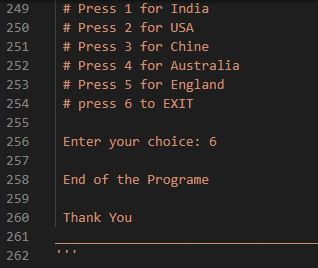 249 # Press 1 for India
250 # Press 2 for USA
251 # Press 3 for Chine
252 # Press 4 for Australia
253 # Press 5 for England
254 # press 6 to EXIT
255
256 Enter your choice: 6
257
258 End of the Programe
259
260 Thank You
261 __________________________________
262 '''